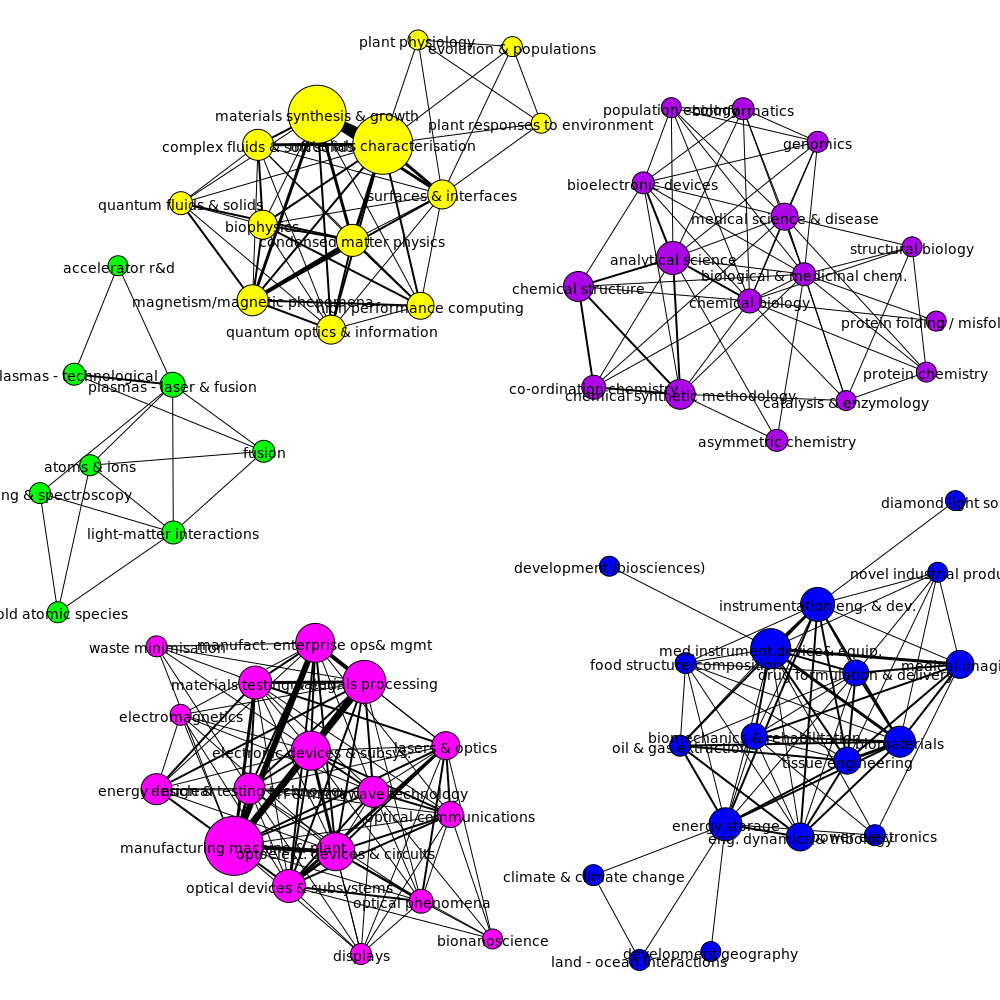 plant physiology
evolution & populations
materials synthesis & growth
plant responses to environment
complex fluids & soft solids
materials characterisation
surfaces & interfaces
quantum fluids & solids
biophysics
condensed matter physics
magnetism/magnetic phenomena
high performance computing
quantum optics & information
population ecology
bioinformatics
genomics
bioelectronic devices
medical science & disease
structural biology
analytical science
biological & medicinal chem.
chemical structure
chemical biology
protein folding / misfol
protein chemistry
co-ordination chemistry
chemical synthetic methodology
catalysis & enzymology
asymmetric chemistry
accelerator r&d
lasmas - technological
plasmas - laser & fusion
fusion
atoms & ions
ng & spectroscopy
light-matter interactions
old atomic species
waste minimisation
manufact. enterprise ops& mgmt
materials processing
electromagnetics
electronic devices & subsys.
lasers & optics
energy
design & testing technology
microwave technology
optical communications
manufacturing machine & plant
optoelect. devices & circuits
optical devices & subsystems
optical phenomena
bionanoscience
displays
diamond light so
development (biosciences)
novel industrial produ
instrumentation eng. & dev.
med.instrument.device& equip.
food structure/composition
drug formulation & delivery
medical imagi
biomechanics & rehabilitation
oil & gas extraction
biomaterials
tissue engineering
energy storage
eng. dynamics & tribology
power electronics
climate & climate change
development geography
land - ocean interactions